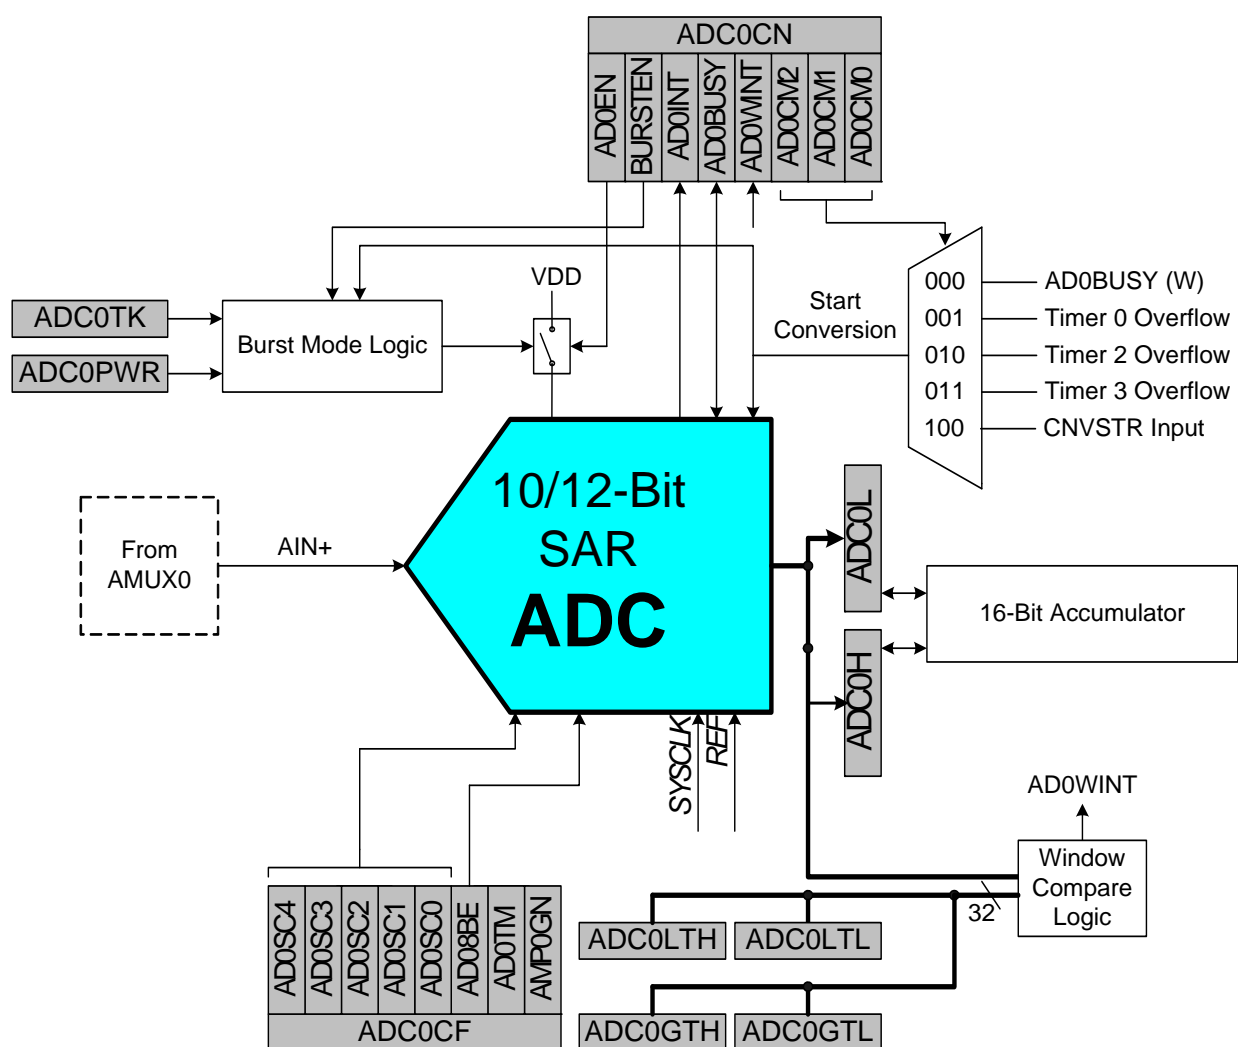 ADC0CN
AD0EN
BURSTEN
AD0INT
AD0BUSY
AD0WINT
AD0CM2
AD0CM1
AD0CM0
VDD
ADC0TK
ADC0PWR
Burst Mode Logic
Start
Conversion
000
001
010
011
100
AD0BUSY (W)
Timer 0 Overflow
Timer 2 Overflow
Timer 3 Overflow
CNVSTR Input
From
AMUX0
AIN+
10/12-Bit
SAR
ADC
ADC0L
ADC0H
16-Bit Accumulator
SYSCLK
REF
AD0WINT
Window
Compare
Logic
32
AD0SC4
AD0SC3
AD0SC2
AD0SC1
AD0SC0
AD08BE
AD0TM
AMP0GN
ADC0CF
ADC0LTH
ADC0LTL
ADC0GTH
ADC0GTL